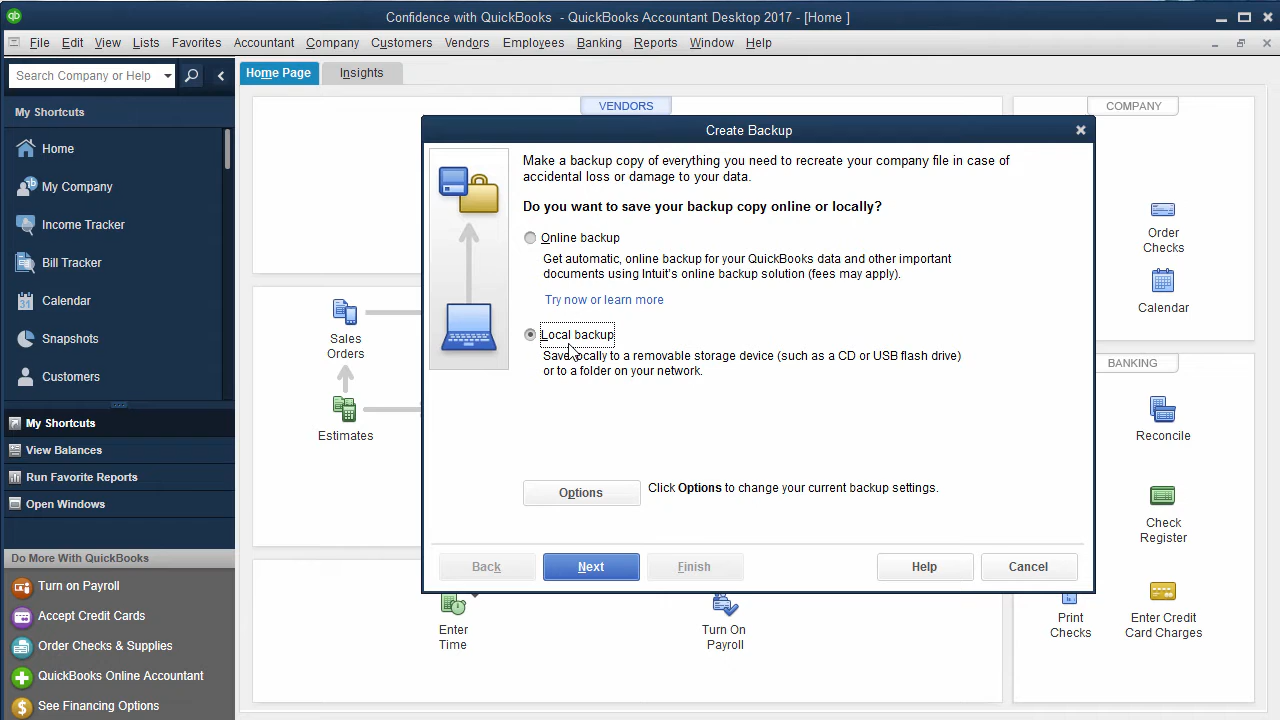 Confidence with QuickBooks - QuickBooks Accountant Desktop 2017 - [Home ]
File Edit View Lists Favorites Accountant Company Customers Vendors Employees Banking Reports Window Help
Search Company or Help
Home Page Insights
My Shortcuts
Home
My Company
Income Tracker
Bill Tracker
Calendar
Snapshots
Customers
My Shortcuts
View Balances
Run Favorite Reports
Open Windows
Do More With QuickBooks
Turn on Payroll
Accept Credit Cards
Order Checks & Supplies
QuickBooks Online Accountant
See Financing Options
VENDORS
Sales
Orders
Estimates
Enter
Time
Turn On
Payroll
Create Backup
Make a backup copy of everything you need to recreate your company file in case of
accidental loss or damage to your data.
Do you want to save your backup copy online or locally?
Online backup
Get automatic, online backup for your QuickBooks data and other important
documents using Intuit's online backup solution (fees may apply).
Try now or learn more
Local backup
Save locally to a removable storage device (such as a CD or USB flash drive)
or to a folder on your network.
Options Click Options to change your current backup settings.
Back Next Finish Help Cancel
COMPANY
Order
Checks
31
Calendar
BANKING
Reconcile
Check
Register
Print
Checks
Enter Credit
Card Charges